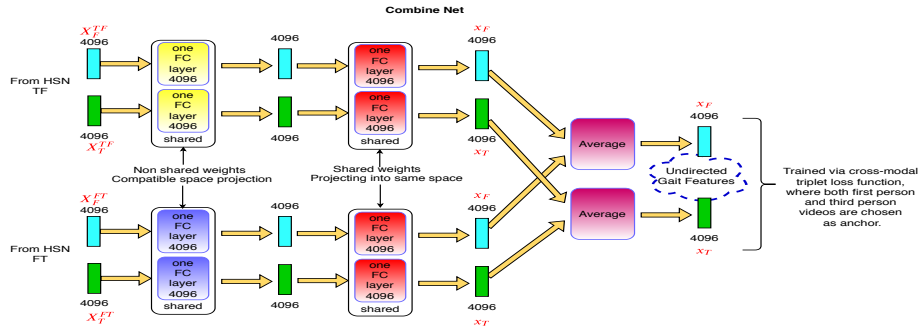 Combine Net
X_F^{TF}
4096
4096
x_F
4096
one
FC
layer
4096
one
FC
layer
4096
From HSN
TF
one
FC
layer
4096
one
FC
layer
4096
4096
X_T^{TF}
shared
4096
shared
4096
x_T
x_F
4096
Average
Non shared weights
Compatible space projection
Shared weights
Projecting into same space
Undirected
Gait Features
Trained via cross-modal
triplet loss function,
where both first person
and third person
videos are chosen
as anchor.
X_F^{FT}
4096
4096
x_F
4096
Average
one
FC
layer
4096
one
FC
layer
4096
4096
x_T
From HSN
FT
one
FC
layer
4096
one
FC
layer
4096
4096
X_T^{FT}
shared
4096
shared
4096
x_T